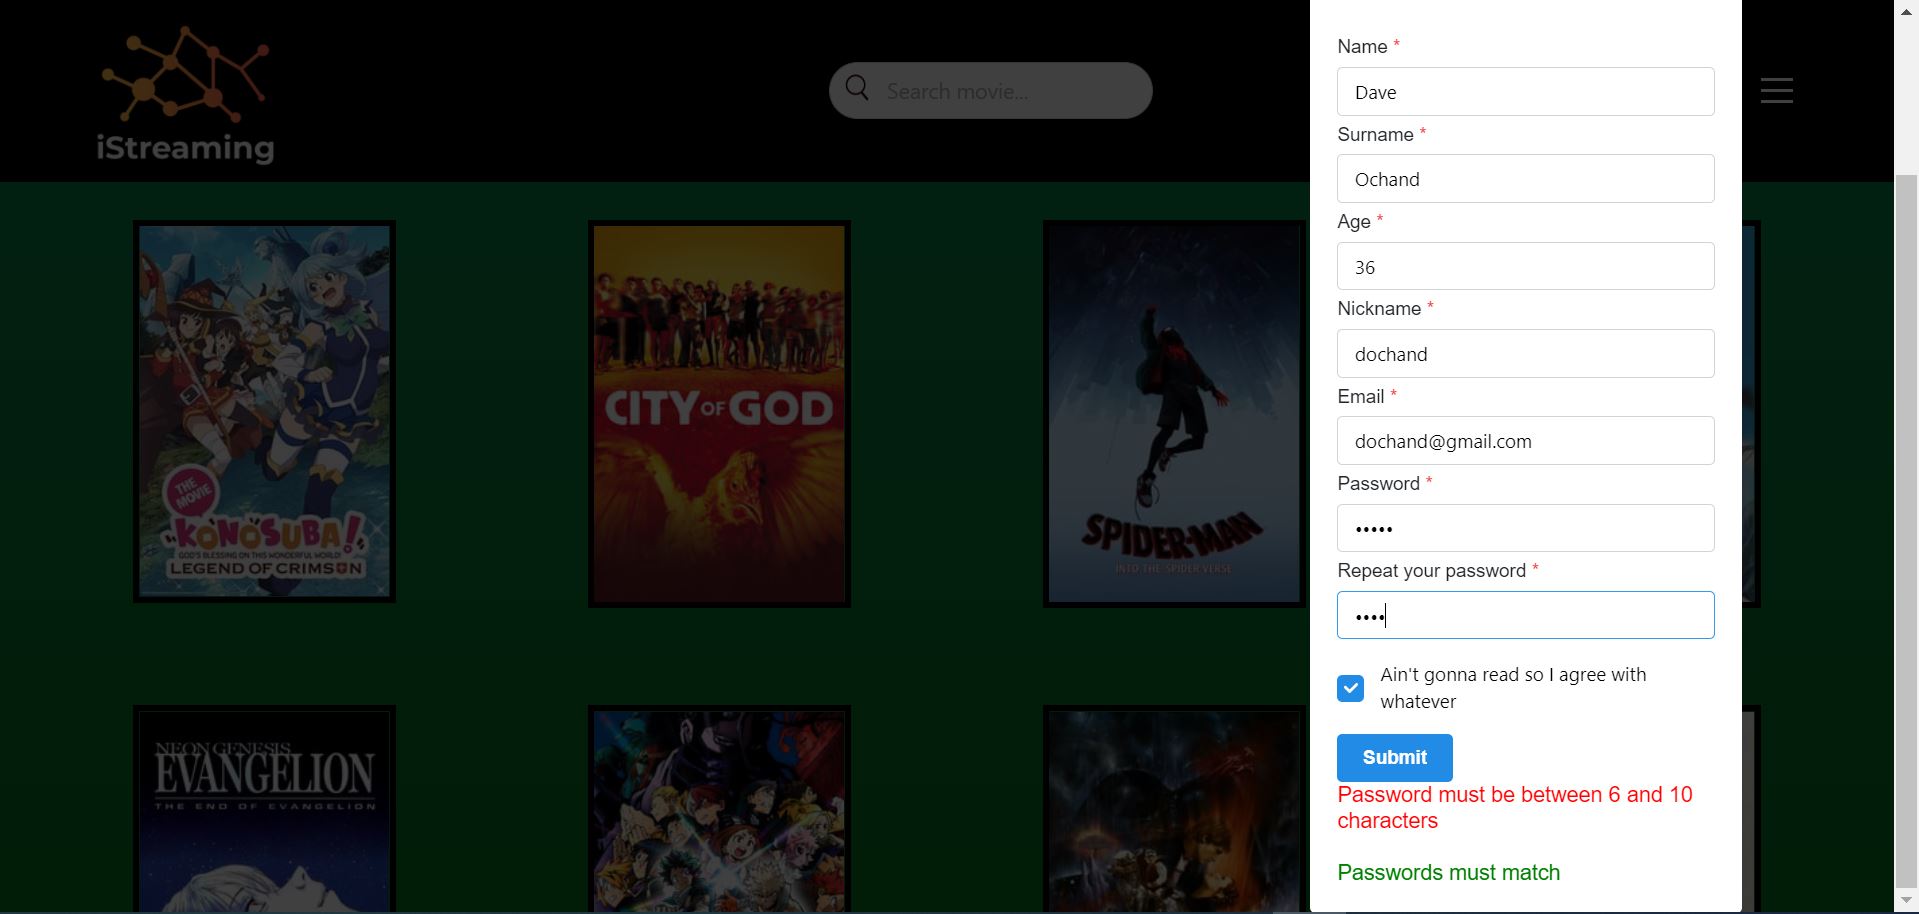 iStreaming
Search movie...
THE
MOVIE
KONOSUBA!
GOD'S BLESSING ON THIS WONDERFUL WORLD!
LEGEND OF CRIMSON
CITY OF GOD
SPIDER-MAN
INTO THE SPIDER-VERSE
NEON GENESIS
EVANGELION
THE END OF EVANGELION
Name *
Dave
Surname *
Ochand
Age *
36
Nickname *
dochand
Email *
dochand@gmail.com
Password *
•••••
Repeat your password *
••••
Ain't gonna read so I agree with
whatever
Submit
Password must be between 6 and 10
characters
Passwords must match